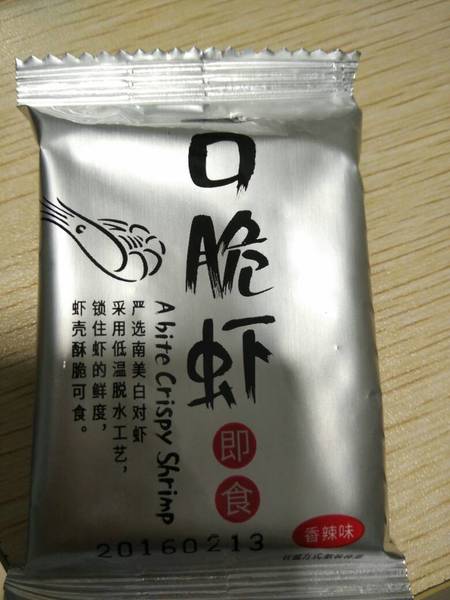 口脆虾
A bite Crispy Shrimp
严选南美白对虾
采用低温脱水工艺，
锁住虾的鲜度，
虾壳酥脆可食。
即食
香辣味
20160213